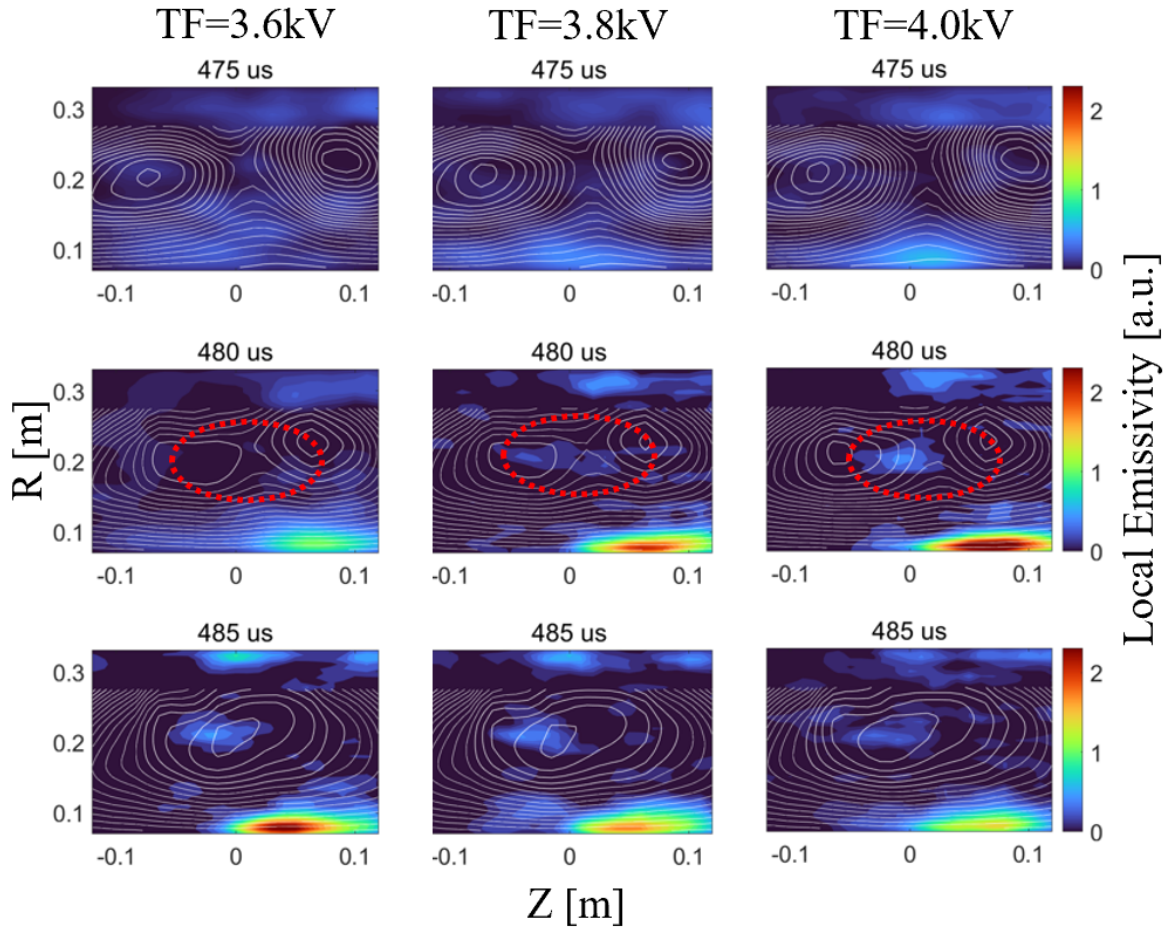 TF=3.6kV TF=3.8kV TF=4.0kV
475 us 475 us 475 us
0.3
0.2
0.1
-0.1 0 0.1 -0.1 0 0.1 -0.1 0 0.1
2
1
0
480 us 480 us 480 us
0.3
0.2
0.1
-0.1 0 0.1 -0.1 0 0.1 -0.1 0 0.1
2
1
0
485 us 485 us 485 us
0.3
0.2
0.1
-0.1 0 0.1 -0.1 0 0.1 -0.1 0 0.1
2
1
0
R [m]
Z [m]
Local Emissivity [a.u.]